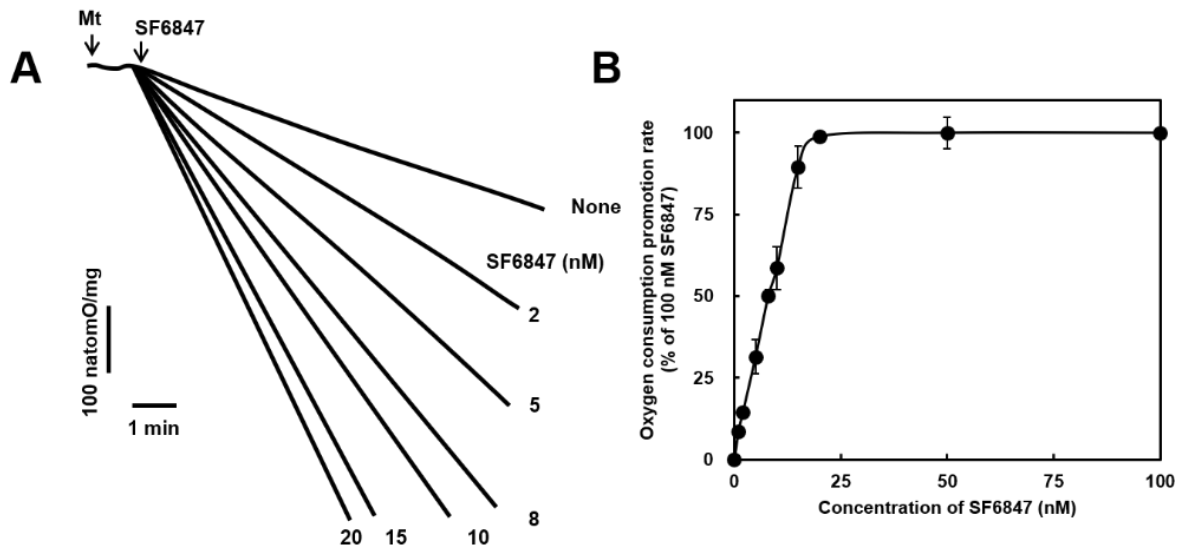 A
Mt
SF6847
None
SF6847 (nM)
2
5
8
10
15
20
100 natomO/mg
1 min
B
Oxygen consumption promotion rate
(% of 100 nM SF6847)
100
75
50
25
0
0
25
50
75
100
Concentration of SF6847 (nM)